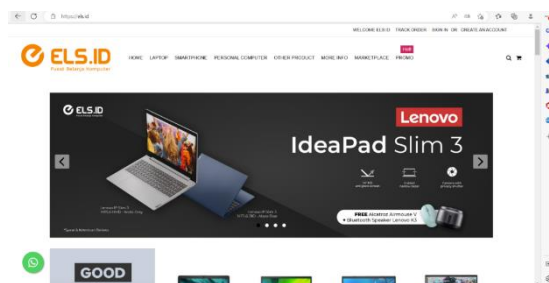 https://els.id
WELCOME ELS ID TRACK ORDER SIGN IN OR CREATE AN ACCOUNT
ELS.ID
Pusat Belanja Komputer
HOME LAPTOP SMARTPHONE PERSONAL COMPUTER OTHER PRODUCT MORE INFO MARKETPLACE PROMO
ELS.ID
Lenovo
IdeaPad Slim 3
FREE Alcatroz Airmouse V
+ Bluetooth Speaker Lenovo K3
GOOD